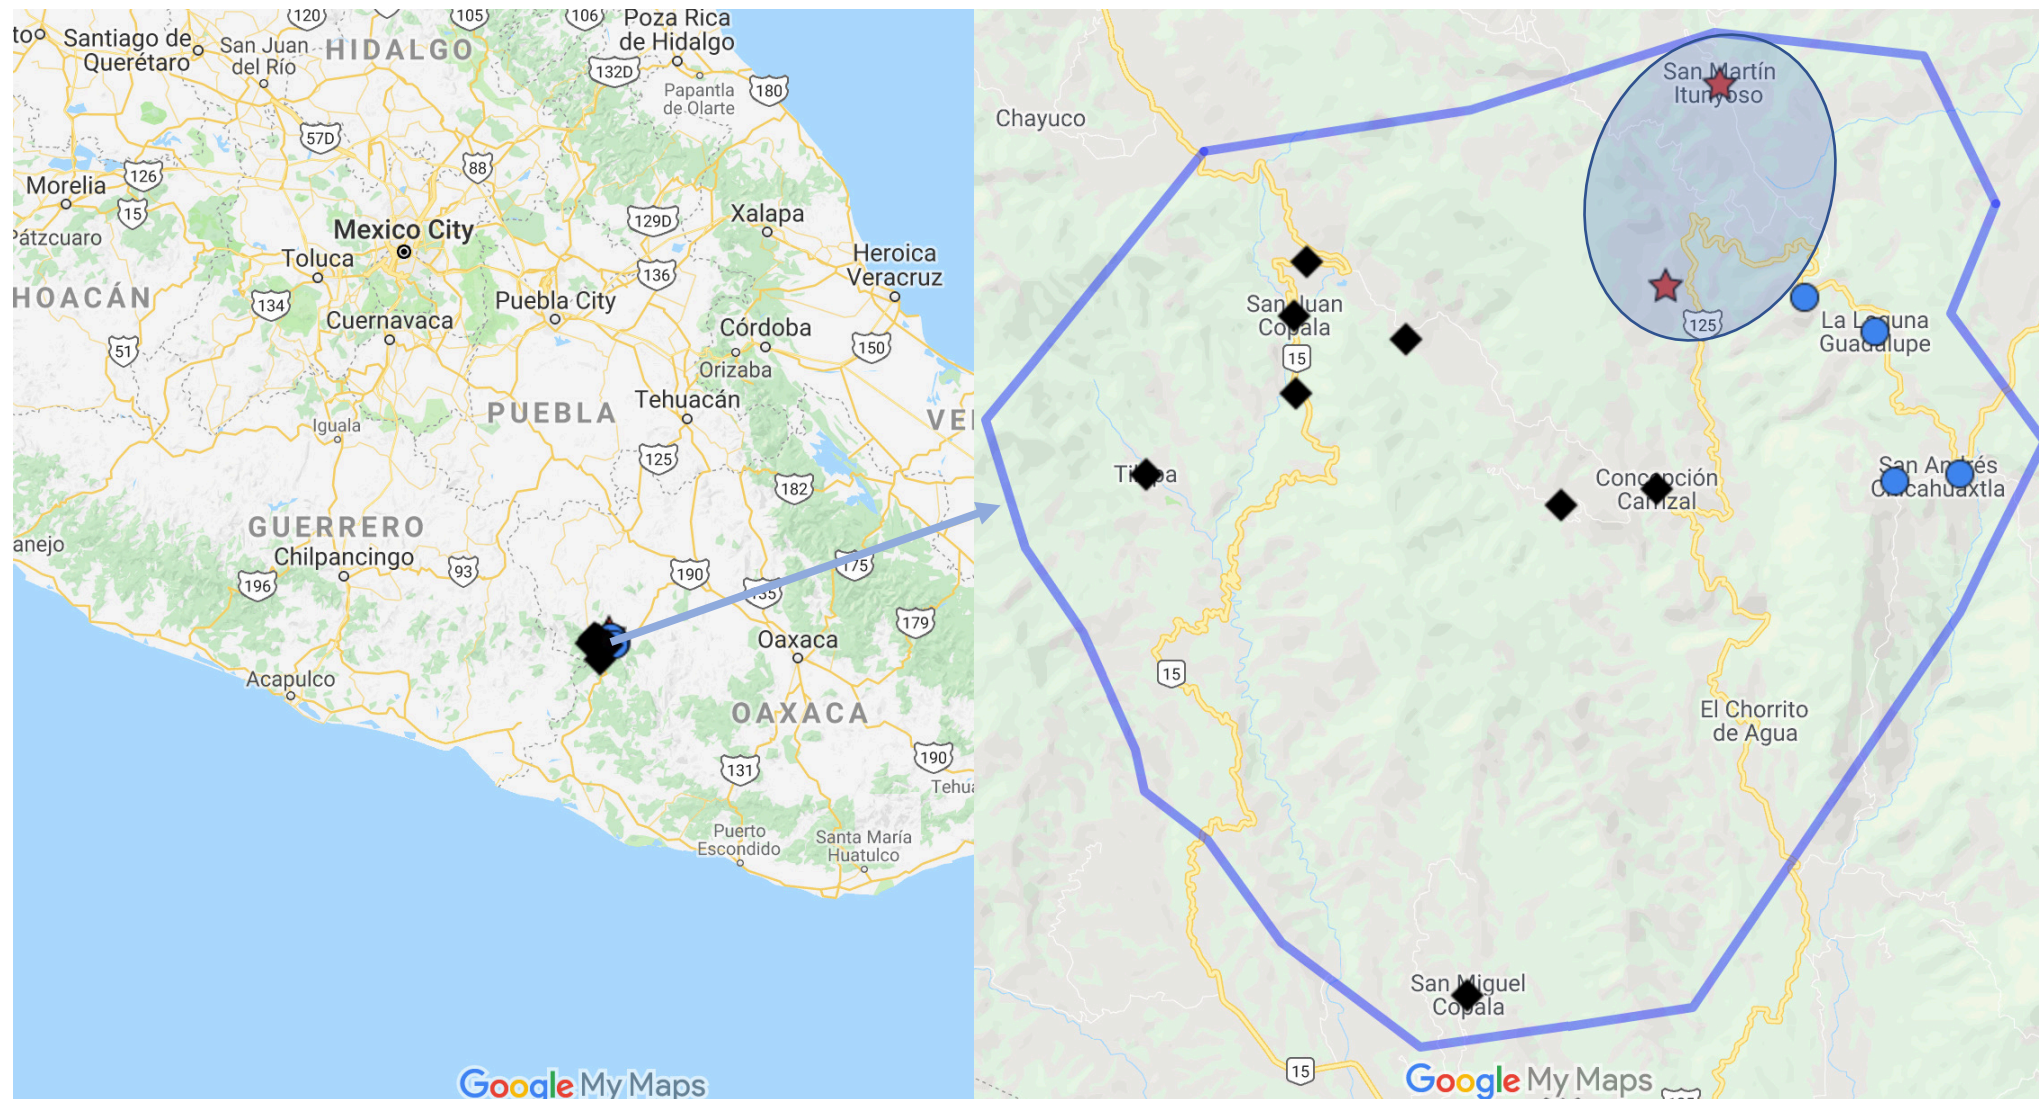 120
105
106
Poza Rica
de Hidalgo
to
Santiago de
Querétaro
San Juan
del Río
HIDALGO
132D
Papantla
de Olarte
180
57D
88
126
Morelia
15
129D
Xalapa
Mexico City
Pátzcuaro
Toluca
Heroica
Veracruz
136
HOACÁN
134
Puebla City
Cuernavaca
Córdoba
51
150
Orizaba
Tehuacán
PUEBLA
VE
Iguala
125
182
GUERRERO
anejo
Chilpancingo
196
93
190
175
135
179
Oaxaca
Acapulco
OAXACA
190
131
Tehua
Puerto
Escondido
Santa María
Huatulco
Google My Maps
San Martín
Itunyoso
Chayuco
San Juan
Copala
125
La Laguna
Guadalupe
15
Tilapa
Concepción
Carrizal
San Andrés
Chicahuaxtla
15
El Chorrito
de Agua
San Miguel
Copala
15
Google My Maps